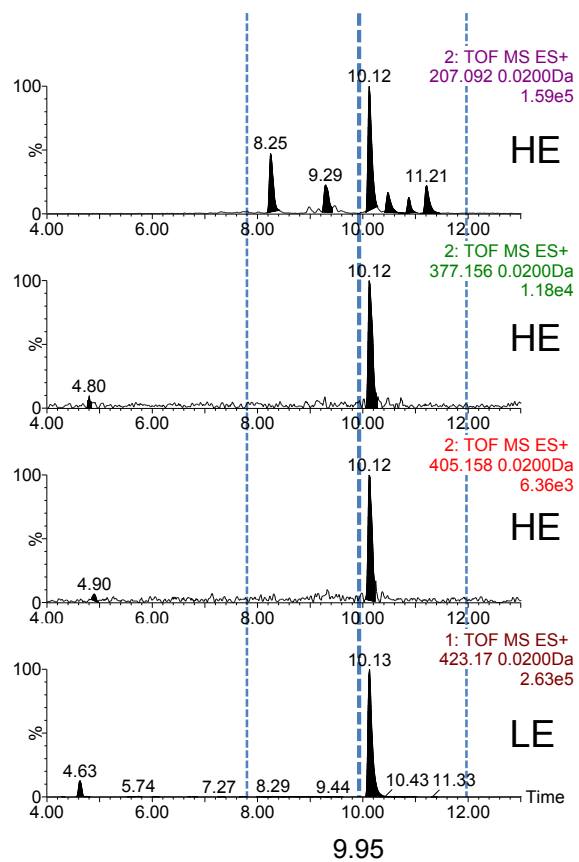 2: TOF MS ES+
207.092 0.0200Da
1.59e5
HE
100
%
0
10.12
8.25
9.29
11.21
4.00 6.00 8.00 10.00 12.00
2: TOF MS ES+
377.156 0.0200Da
1.18e4
HE
100
%
0
10.12
4.80
4.00 6.00 8.00 10.00 12.00
2: TOF MS ES+
405.158 0.0200Da
6.36e3
HE
100
%
0
10.12
4.90
4.00 6.00 8.00 10.00 12.00
1: TOF MS ES+
423.17 0.0200Da
2.63e5
LE
100
%
0
10.13
4.63
5.74 7.27 8.29 9.44 10.43 11.33
Time
4.00 6.00 8.00 10.00 12.00
9.95